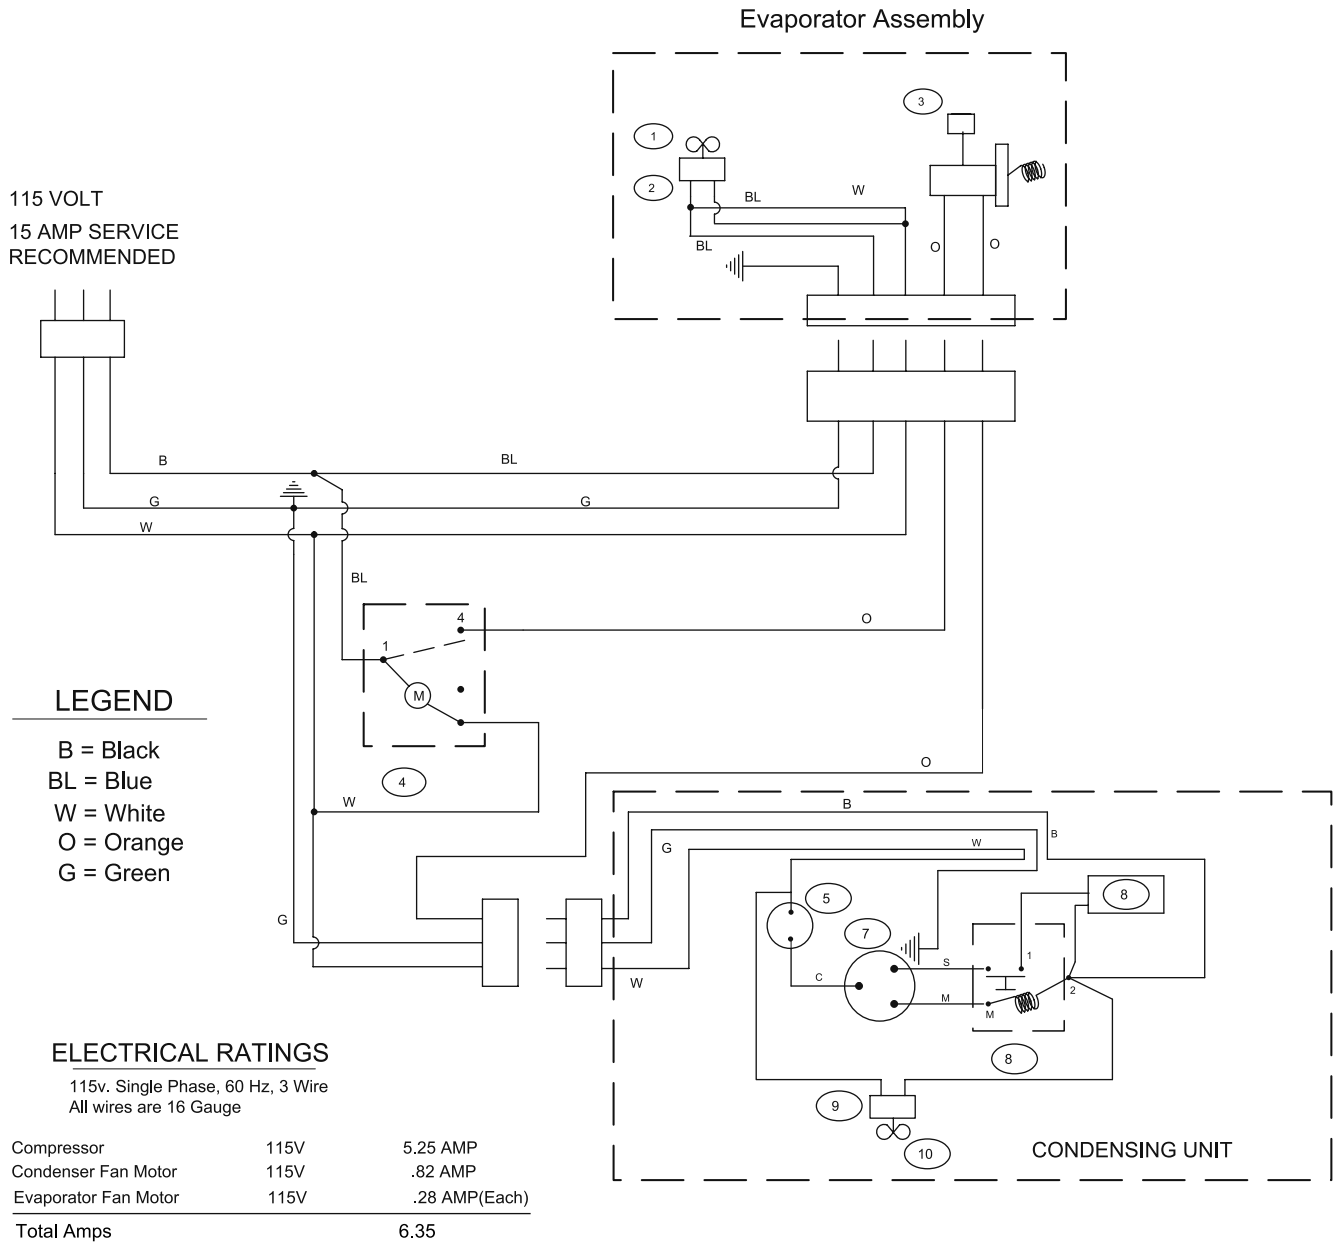 Evaporator Assembly
3
1
2
BL
W
BL
O
O
115 VOLT
15 AMP SERVICE
RECOMMENDED
B
BL
G
G
W
BL
4
1
M
O
4
W
O
LEGEND
B = Black
BL = Blue
W = White
O = Orange
G = Green
B
B
G
W
5
8
7
G
S
1
C
M
2
M
W
8
9
10
CONDENSING UNIT
ELECTRICAL RATINGS
115v. Single Phase, 60 Hz, 3 Wire
All wires are 16 Gauge
Compressor 115V 5.25 AMP
Condenser Fan Motor 115V .82 AMP
Evaporator Fan Motor 115V .28 AMP(Each)
Total Amps 6.35